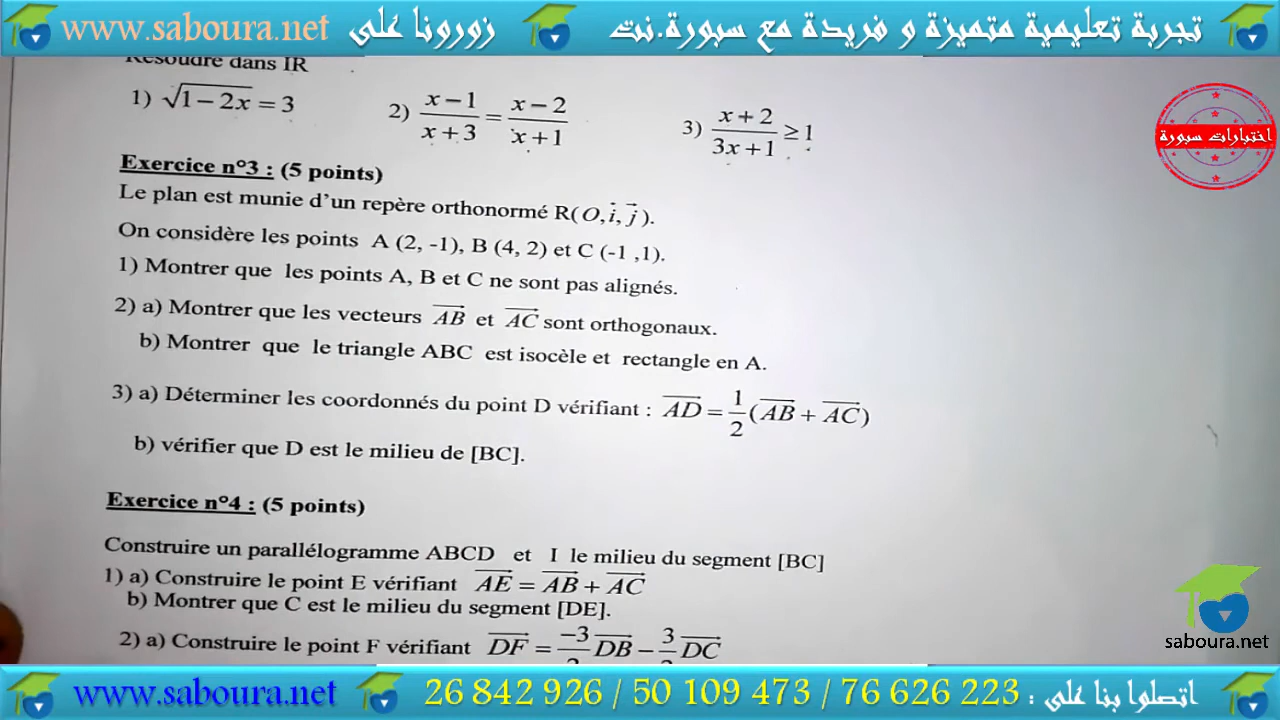 www.saboura.net زورونا على تجربة تعليمية متميزة و فريدة مع سبورة.نت
Résoudre dans IR
1) √(1 − 2x) = 3 2) (x − 1)/(x + 3) = (x − 2)/(x + 1) 3) (x + 2)/(3x + 1) ≥ 1
اختبارات سبورة
Exercice n°3 : (5 points)
Le plan est munie d'un repère orthonormé R(O, i⃗, j⃗ ).
On considère les points A (2, -1), B (4, 2) et C (-1 ,1).
1) Montrer que les points A, B et C ne sont pas alignés.
2) a) Montrer que les vecteurs AB⃗ et AC⃗ sont orthogonaux.
b) Montrer que le triangle ABC est isocèle et rectangle en A.
3) a) Déterminer les coordonnés du point D vérifiant : AD⃗ = 1/2 (AB⃗ + AC⃗)
b) vérifier que D est le milieu de [BC].
Exercice n°4 : (5 points)
Construire un parallélogramme ABCD et I le milieu du segment [BC]
1) a) Construire le point E vérifiant AE⃗ = AB⃗ + AC⃗
b) Montrer que C est le milieu du segment [DE].
2) a) Construire le point F vérifiant DF⃗ = −3/2 DB⃗ − 3/2 DC⃗
saboura.net
www.saboura.net 26 842 926 / 50 109 473 / 76 626 223 : اتصلوا بنا على